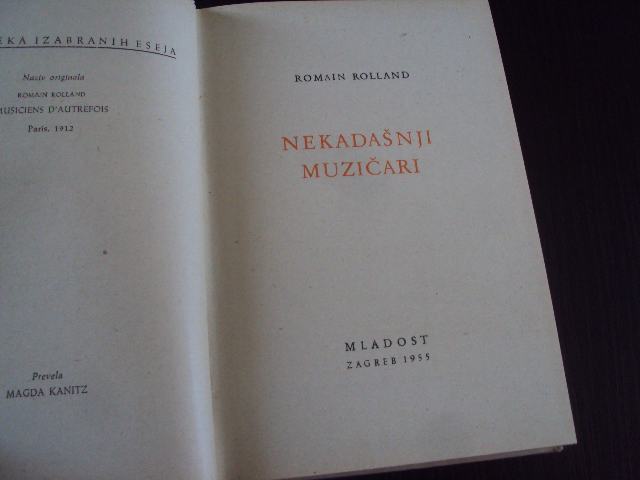 EKA IZABRANIH ESEJA
Naziv originala
ROMAIN ROLLAND
MUSICIENS D'AUTREFOIS
Paris, 1912
Prevela
MAGDA KANITZ
ROMAIN ROLLAND
NEKADAŠNJI
MUZIČARI
MLADOST
ZAGREB 1955